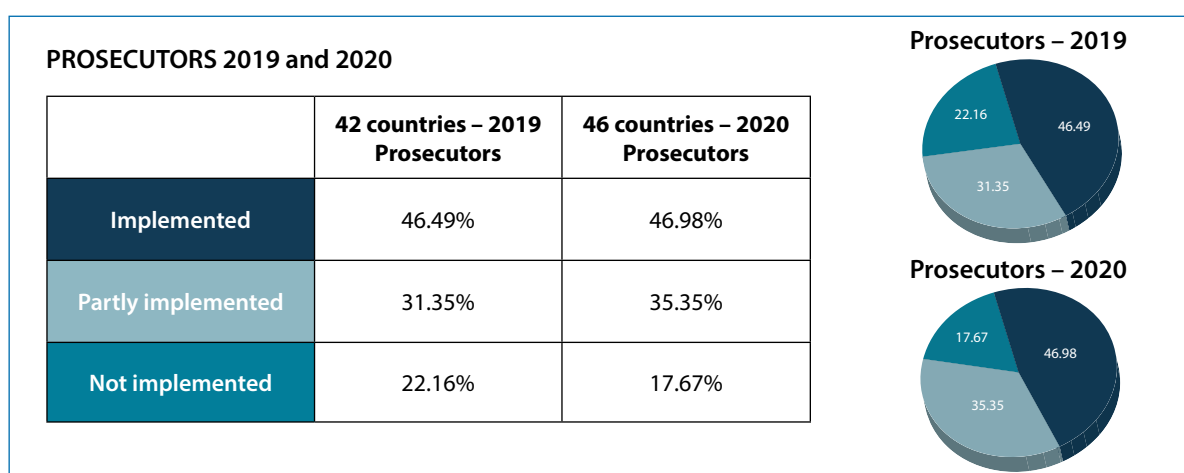 PROSECUTORS 2019 and 2020
42 countries – 2019
Prosecutors
46 countries – 2020
Prosecutors
Implemented
46.49%
46.98%
Partly implemented
31.35%
35.35%
Not implemented
22.16%
17.67%
Prosecutors – 2019
22.16
46.49
31.35
Prosecutors – 2020
17.67
46.98
35.35